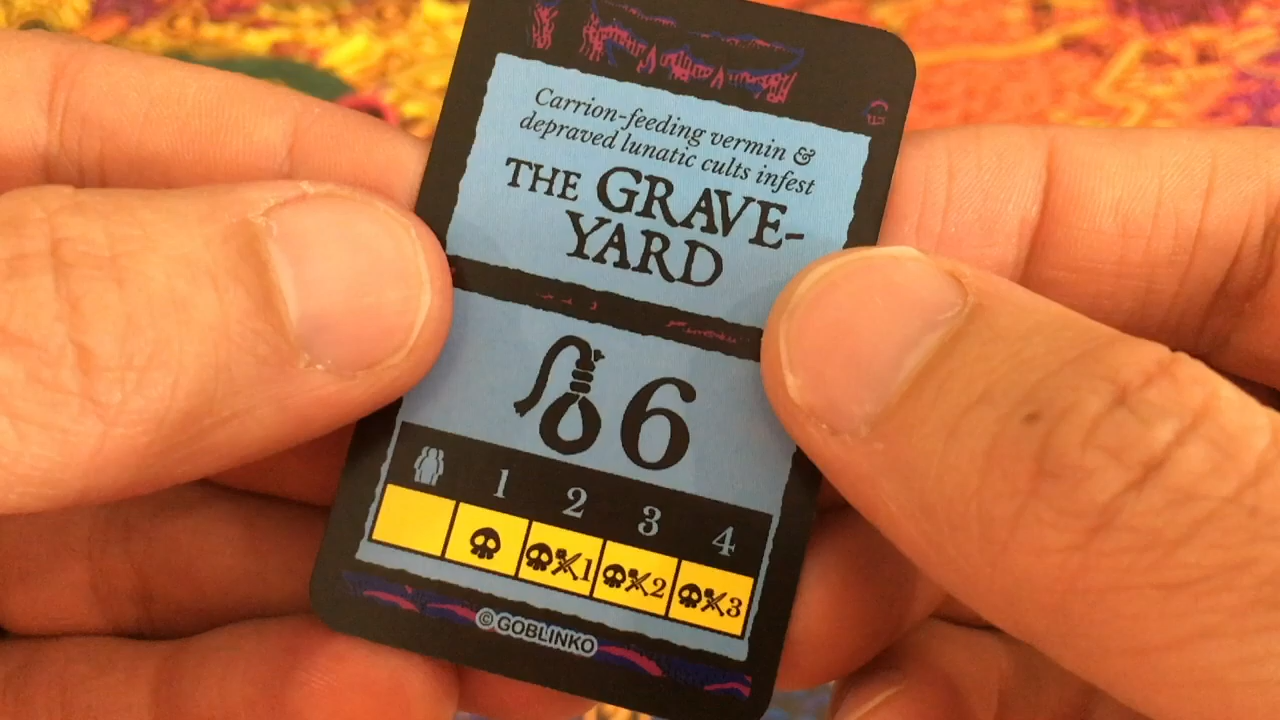 Carrion-feeding vermin &
depraved lunatic cults infest
THE GRAVE-
YARD
6
1 2 3 4
1 2 3
© GOBLINKO